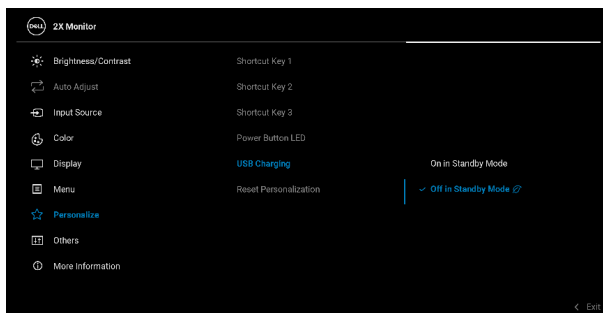 DELL 2X Monitor
Brightness/Contrast
Shortcut Key 1
Auto Adjust
Shortcut Key 2
Input Source
Shortcut Key 3
Color
Power Button LED
Display
USB Charging
On in Standby Mode
Menu
Reset Personalization
Off in Standby Mode
Personalize
Others
More Information
Exit